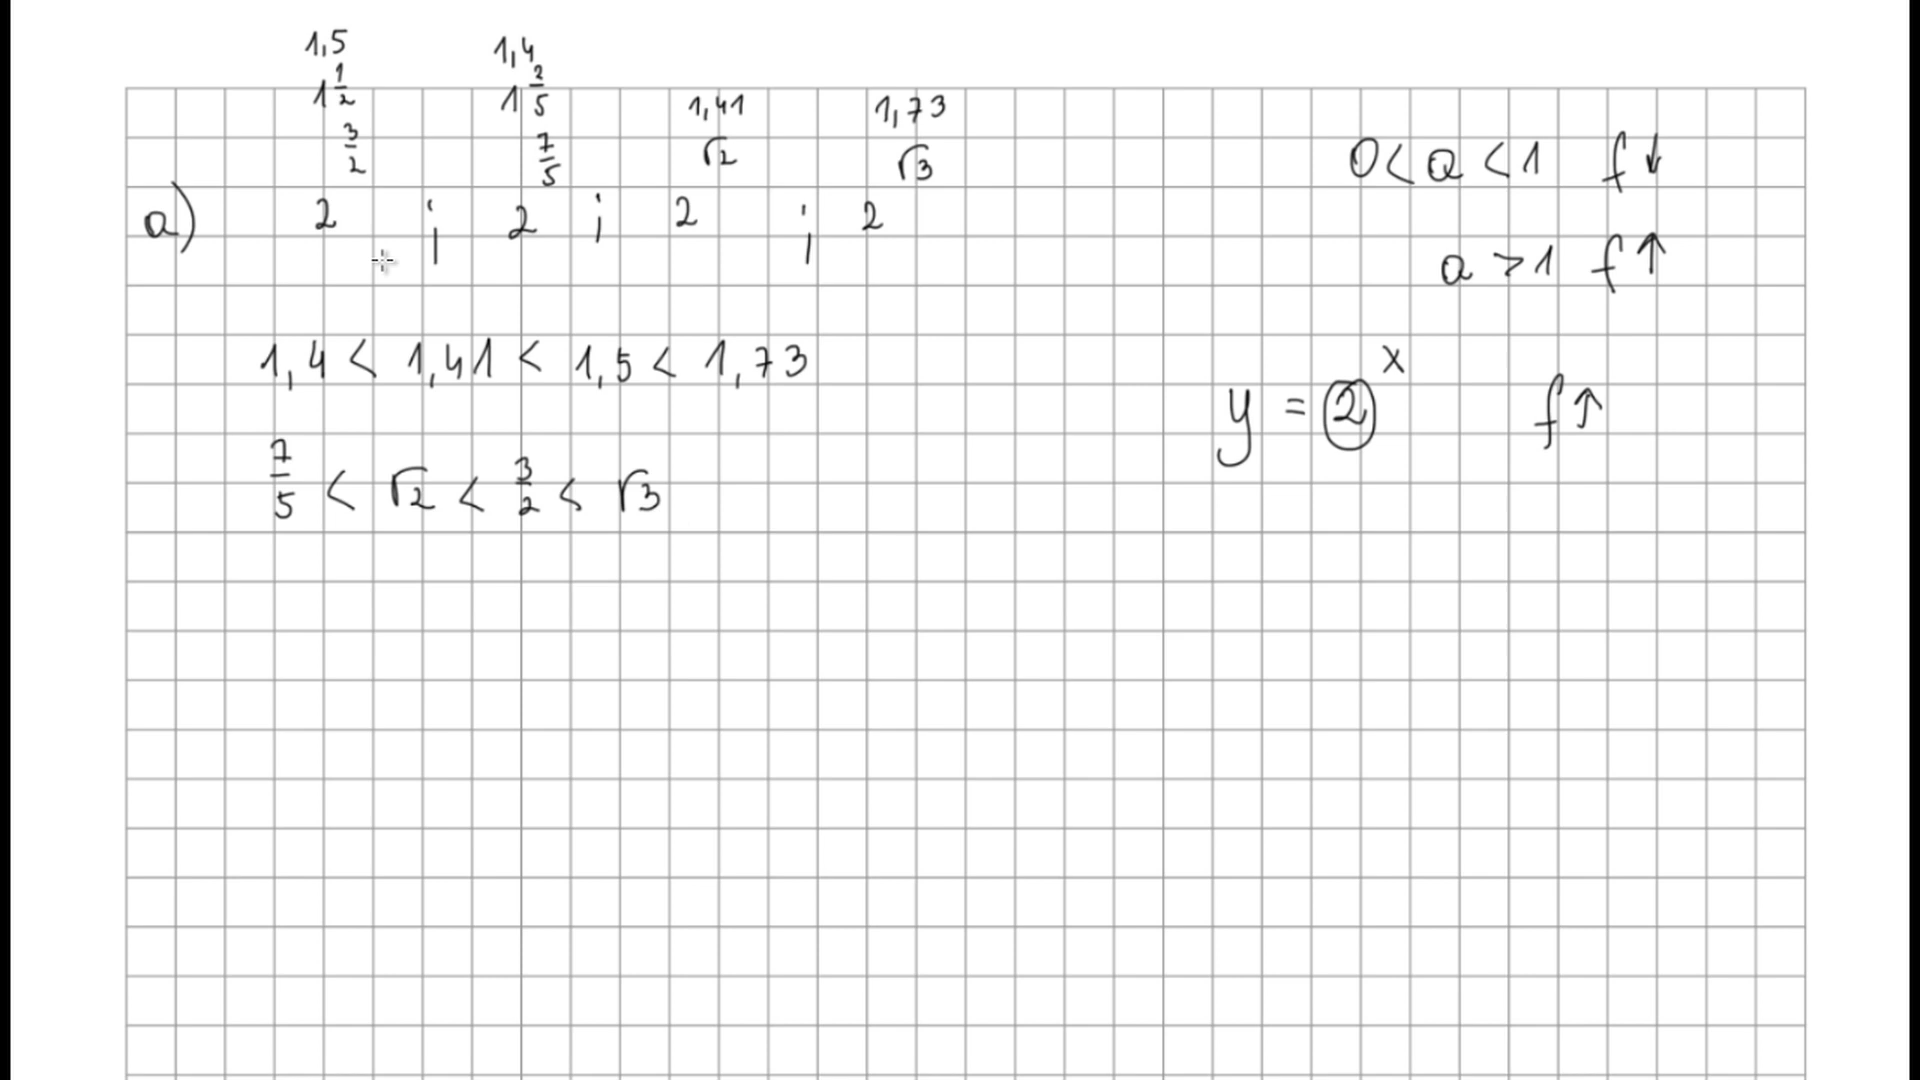 1,5 1,4
1 1/2 1 2/5 1,41 1,73
3/2 7/5 √2 √3 0<a<1 f↓
a) 2 ; 2 ; 2 ; 2
a>1 f↑
1,4 < 1,41 < 1,5 < 1,73
y = 2^x f↑
7/5 < √2 < 3/2 < √3